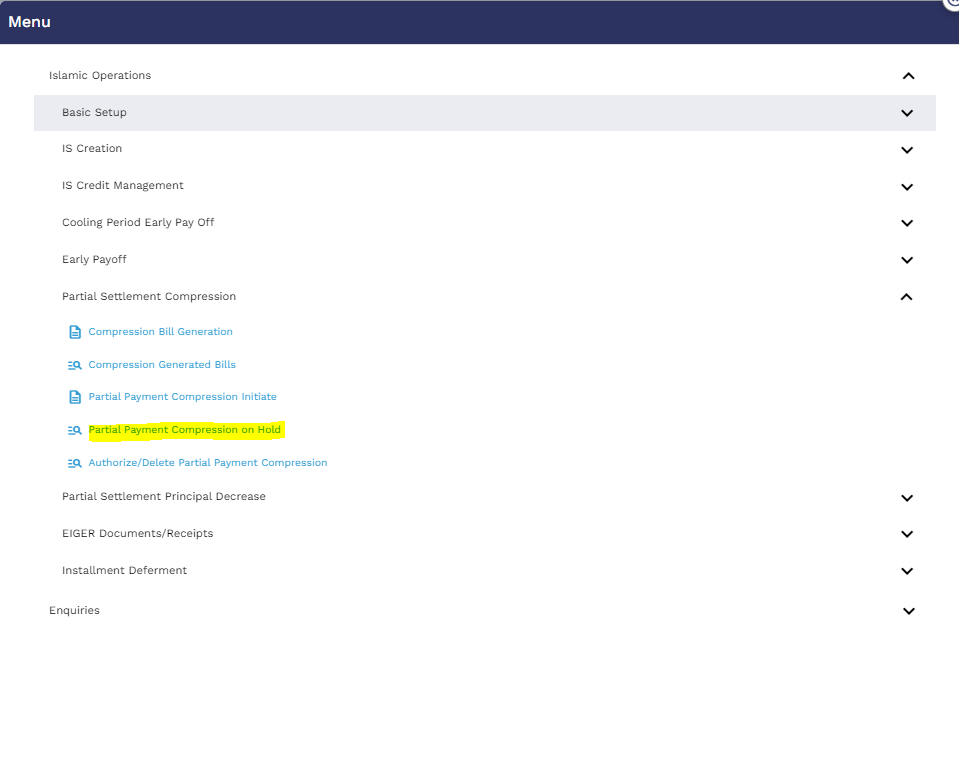 Menu
Islamic Operations
Basic Setup
IS Creation
IS Credit Management
Cooling Period Early Pay Off
Early Payoff
Partial Settlement Compression
Compression Bill Generation
Compression Generated Bills
Partial Payment Compression Initiate
Partial Payment Compression on Hold
Authorize/Delete Partial Payment Compression
Partial Settlement Principal Decrease
EIGER Documents/Receipts
Installment Deferment
Enquiries